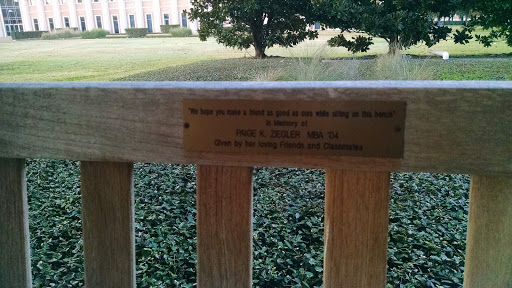 "We hope you make a friend as good as ours while sitting on this bench"
In Memory of
PAIGE K. ZIEGLER MBA '04
Given by her loving Friends and Classmates